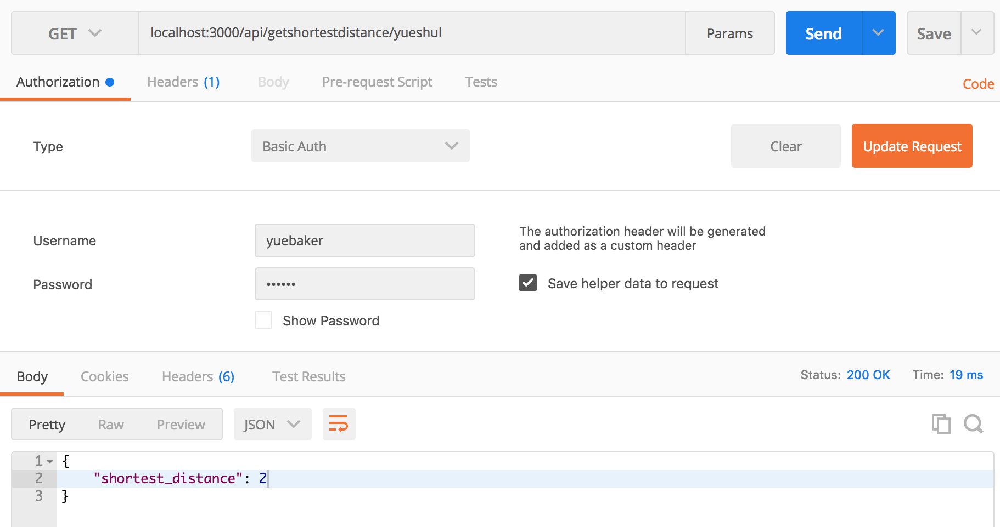 GET localhost:3000/api/getshortestdistance/yueshul Params Send Save
Authorization Headers (1) Body Pre-request Script Tests Code
Type Basic Auth Clear Update Request
Username yuebaker The authorization header will be generated
and added as a custom header
Password •••••• Save helper data to request
Show Password
Body Cookies Headers (6) Test Results Status: 200 OK Time: 19 ms
Pretty Raw Preview JSON
1 {
2 "shortest_distance": 2
3 }